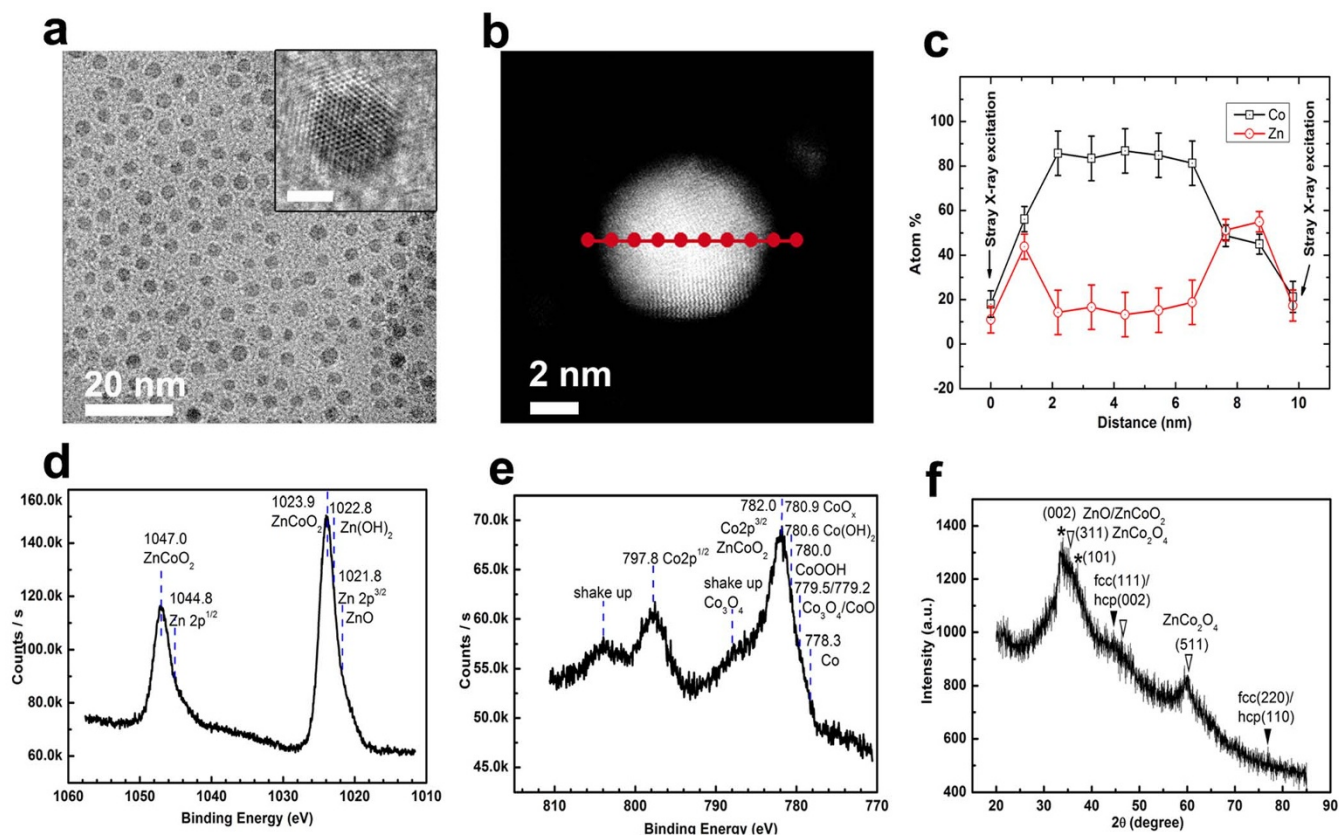 a
20 nm
b
2 nm
c
Co
Zn
Stray X-ray excitation
Stray X-ray excitation
Atom %
100
80
60
40
20
0
-20
0 2 4 6 8 10
Distance (nm)
d
160.0k
140.0k
120.0k
100.0k
80.0k
60.0k
Counts / s
1047.0
ZnCoO2
1044.8
Zn 2p1/2
1023.9
ZnCoO2
1022.8
Zn(OH)2
1021.8
Zn 2p3/2
ZnO
1060 1050 1040 1030 1020 1010
Binding Energy (eV)
e
70.0k
65.0k
60.0k
55.0k
50.0k
45.0k
Counts / s
shake up
797.8 Co2p1/2
shake up
Co3O4
782.0
Co2p3/2
ZnCoO2
780.9 CoOx
780.6 Co(OH)2
780.0
CoOOH
779.5/779.2
Co3O4/CoO
778.3
Co
810 800 790 780 770
Binding Energy (eV)
f
1400
1200
1000
800
600
400
Intensity (a.u.)
(002) ZnO/ZnCoO2
* (311) ZnCo2O4
*(101)
fcc(111)/
hcp(002)
ZnCo2O4
(511)
fcc(220)/
hcp(110)
20 30 40 50 60 70 80 90
2θ (degree)